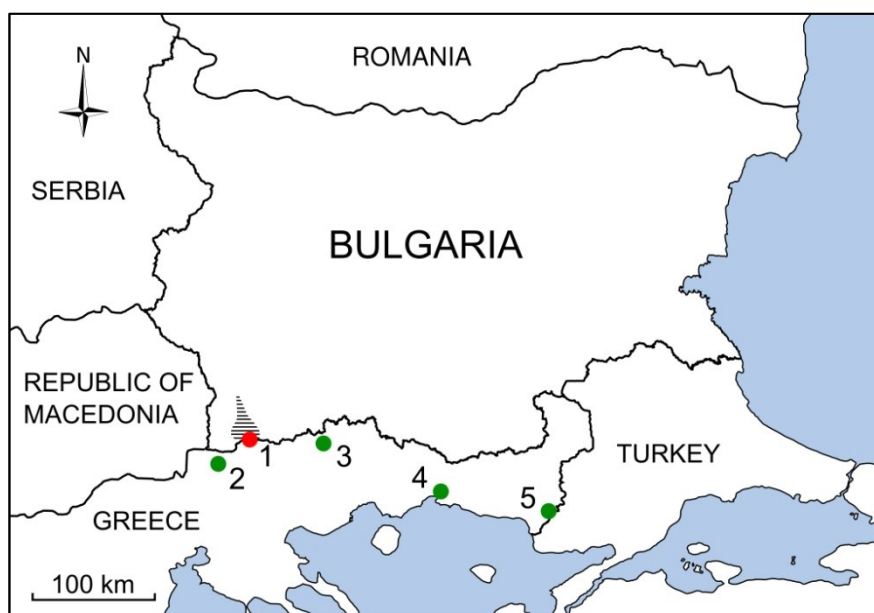 N
ROMANIA
SERBIA
BULGARIA
REPUBLIC OF
MACEDONIA
1
2
3
4
5
TURKEY
GREECE
100 km